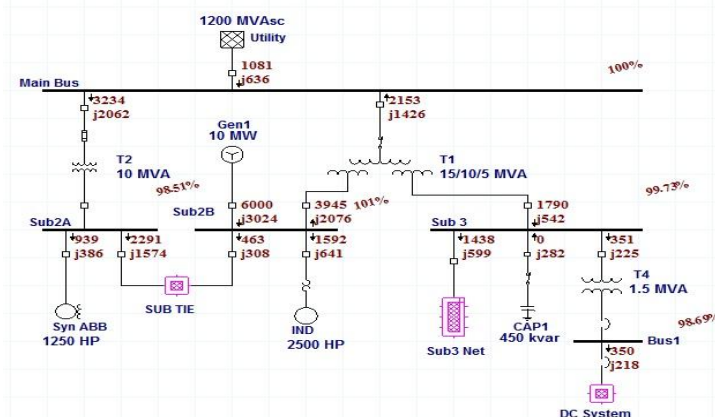 1200 MVAsc
Utility
1081
j636
100%
Main Bus
3234
j2062
2153
j1426
Gen1
10 MW
T2
10 MVA
T1
15/10/5 MVA
98.51%
6000
j3024
3945
j2076
101%
1790
j542
99.73%
Sub2A
Sub2B
Sub 3
939
j386
2291
j1574
463
j308
1592
j641
1438
j599
0
j282
351
j225
T4
1.5 MVA
SUB TIE
Syn ABB
1250 HP
IND
2500 HP
Sub3 Net
CAP1
450 kvar
98.69%
Bus1
350
j218
DC System